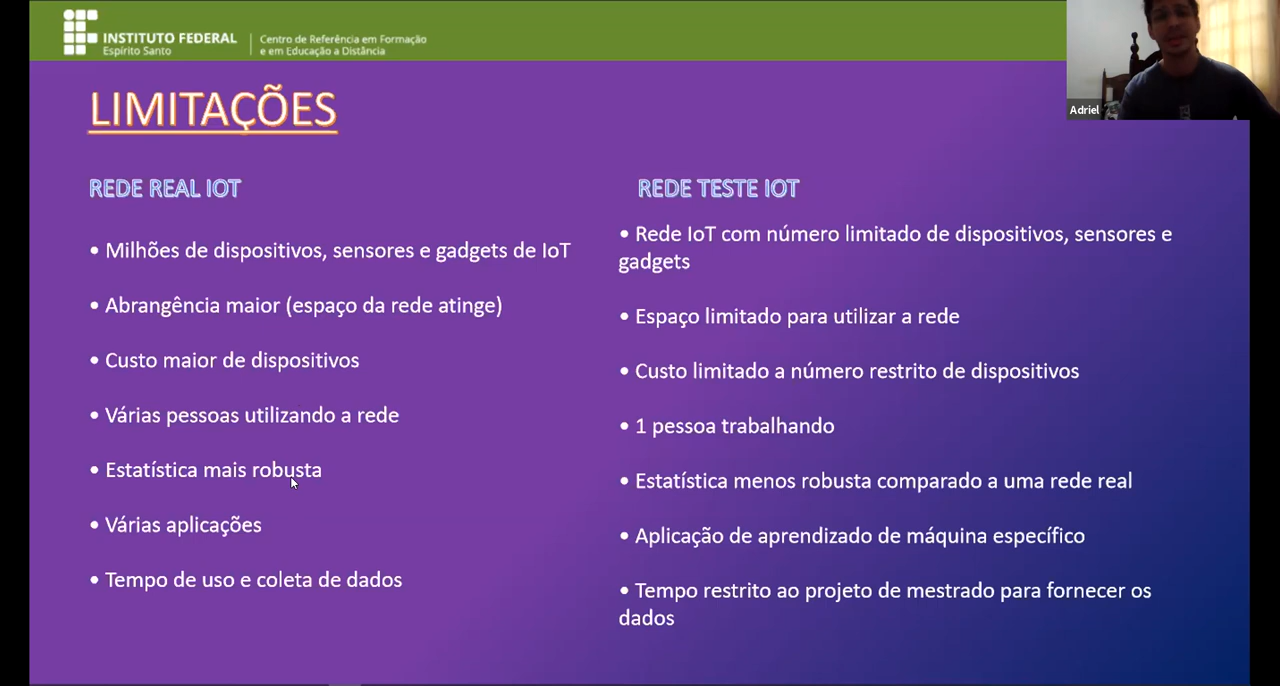 INSTITUTO FEDERAL
Espírito Santo
Centro de Referência em Formação
e em Educação a Distância
Adriel
LIMITAÇÕES
REDE REAL IOT
• Milhões de dispositivos, sensores e gadgets de IoT
• Abrangência maior (espaço da rede atinge)
• Custo maior de dispositivos
• Várias pessoas utilizando a rede
• Estatística mais robusta
• Várias aplicações
• Tempo de uso e coleta de dados
REDE TESTE IOT
• Rede IoT com número limitado de dispositivos, sensores e
gadgets
• Espaço limitado para utilizar a rede
• Custo limitado a número restrito de dispositivos
• 1 pessoa trabalhando
• Estatística menos robusta comparado a uma rede real
• Aplicação de aprendizado de máquina específico
• Tempo restrito ao projeto de mestrado para fornecer os
dados